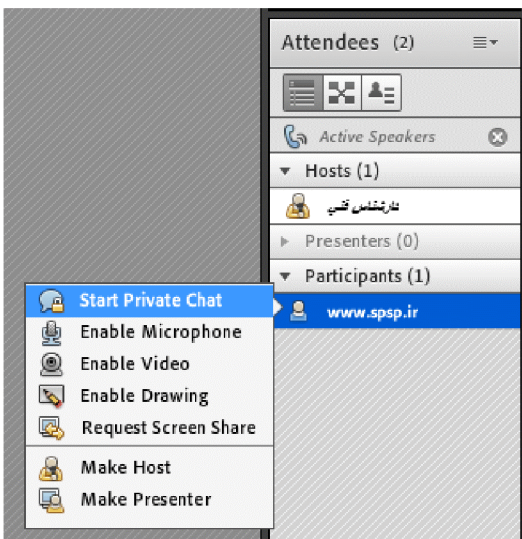 Attendees (2)
Active Speakers
Hosts (1)
کارشناس فنی
Presenters (0)
Participants (1)
www.spsp.ir
Start Private Chat
Enable Microphone
Enable Video
Enable Drawing
Request Screen Share
Make Host
Make Presenter